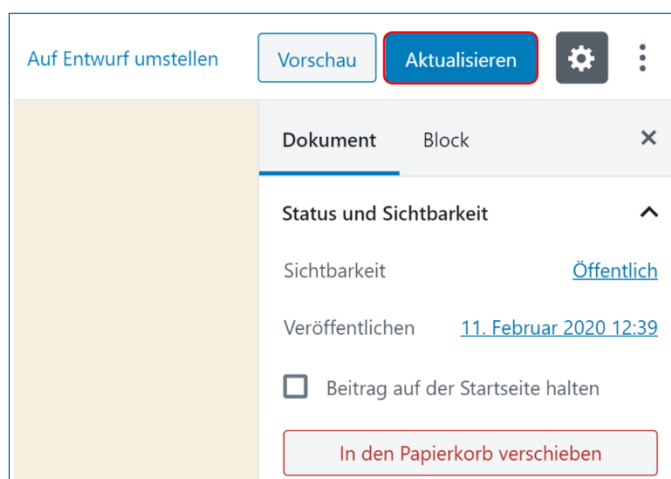 Auf Entwurf umstellen Vorschau Aktualisieren
Dokument Block
Status und Sichtbarkeit
Sichtbarkeit Öffentlich
Veröffentlichen 11. Februar 2020 12:39
Beitrag auf der Startseite halten
In den Papierkorb verschieben